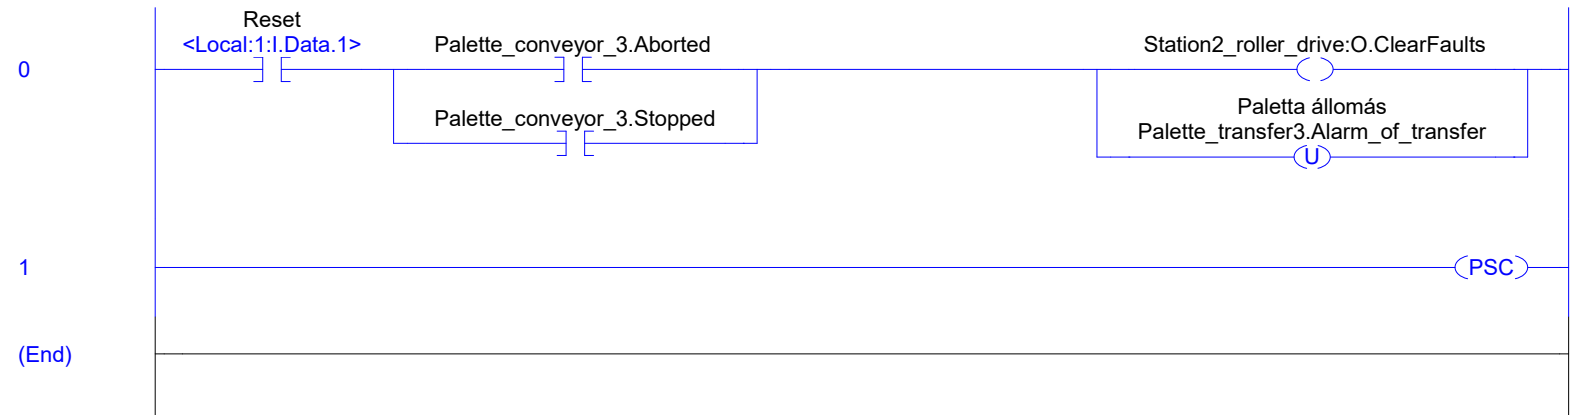 Reset
<Local:1:I.Data.1>
Palette_conveyor_3.Aborted
Station2_roller_drive:O.ClearFaults
0
Palette_conveyor_3.Stopped
Paletta állomás
Palette_transfer3.Alarm_of_transfer
U
1
PSC
(End)